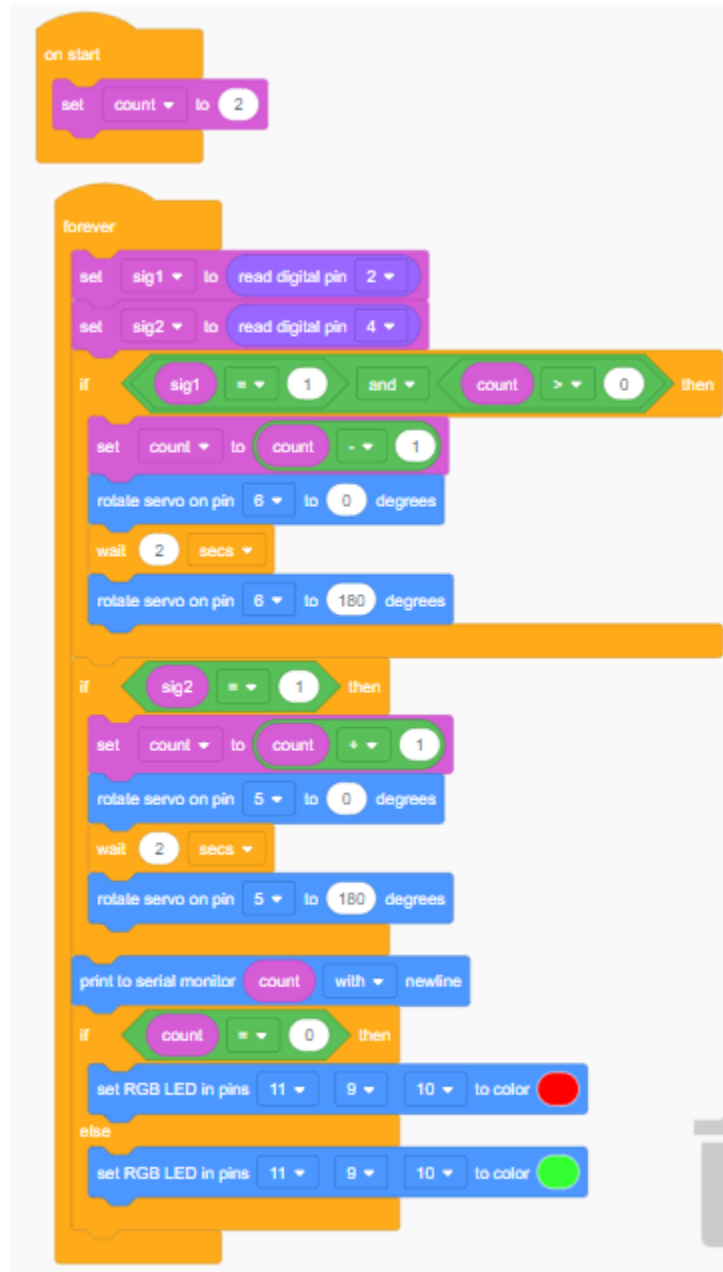 on start
set count to 2
forever
set sig1 to read digital pin 2
set sig2 to read digital pin 4
if sig1 = 1 and count > 0 then
set count to count - 1
rotate servo on pin 6 to 0 degrees
wait 2 secs
rotate servo on pin 6 to 180 degrees
if sig2 = 1 then
set count to count + 1
rotate servo on pin 5 to 0 degrees
wait 2 secs
rotate servo on pin 5 to 180 degrees
print to serial monitor count with newline
if count = 0 then
set RGB LED in pins 11 9 10 to color
else
set RGB LED in pins 11 9 10 to color